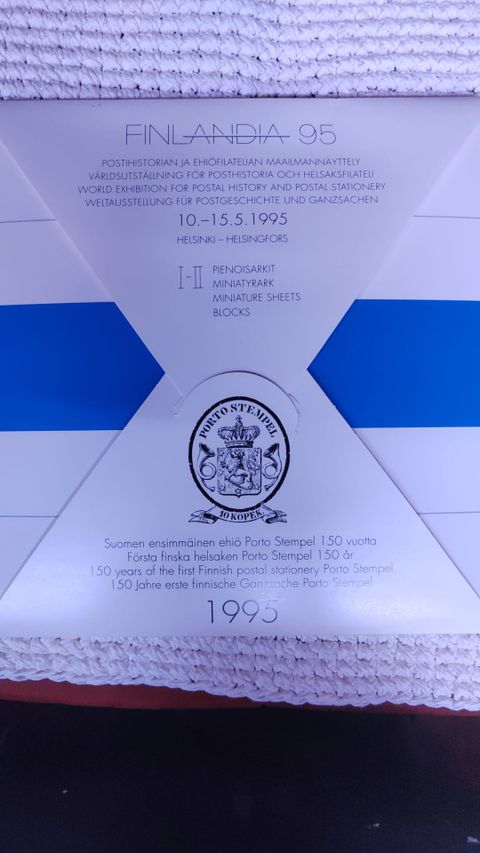 FINLANDIA 95
POSTIHISTORIAN JA EHIÖFILATELIAN MAAILMANNÄYTTELY
VÄRLDSUTSTÄLLNING FÖR POSTHISTORIA OCH HELSAKSFILATELI
WORLD EXHIBITION FOR POSTAL HISTORY AND POSTAL STATIONERY
WELTAUSSTELLUNG FÜR POSTGESCHICHTE UND GANZSACHEN
10.–15.5.1995
HELSINKI – HELSINGFORS
I-II
PIENOISARKIT
MINIATYRARK
MINIATURE SHEETS
BLOCKS
PORTO STEMPEL
10 KOPEK.
Suomen ensimmäinen ehiö Porto Stempel 150 vuotta
Första finska helsaken Porto Stempel 150 år
150 years of the first Finnish postal stationery Porto Stempel
150 Jahre erste finnische Ganzsache Porto Stempel
1995